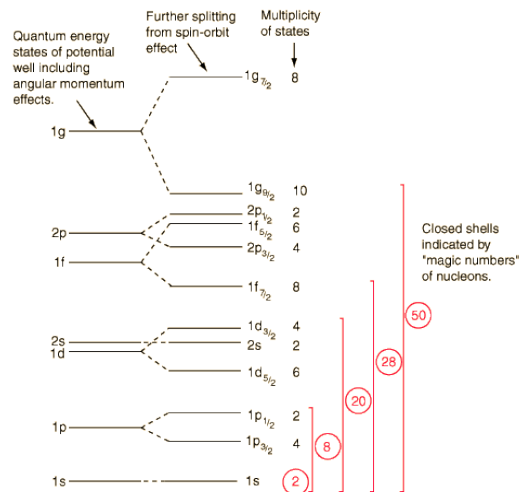 Quantum energy
states of potential
well including
angular momentum
effects.
Further splitting
from spin-orbit
effect
Multiplicity
of states
1g7/2 8
1g
1g9/2 10
2p1/2 2
1f5/2 6
2p
2p3/2 4
1f
1f7/2 8
Closed shells
indicated by
"magic numbers"
of nucleons.
50
1d3/2 4
2s
2s 2
1d
1d5/2 6
28
20
1p1/2 2
1p
1p3/2 4
8
1s
1s 2